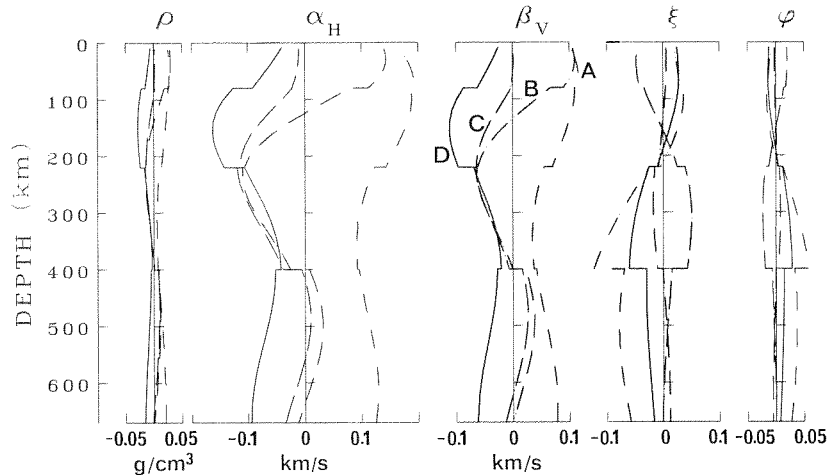 ρ α_H β_V ξ φ
0
100
200
300
400
500
600
DEPTH (km)
A
B
C
D
-0.05 0.05 -0.1 0 0.1 -0.1 0 0.1 -0.1 0 0.1 -0.05 0.05
g/cm³ km/s km/s